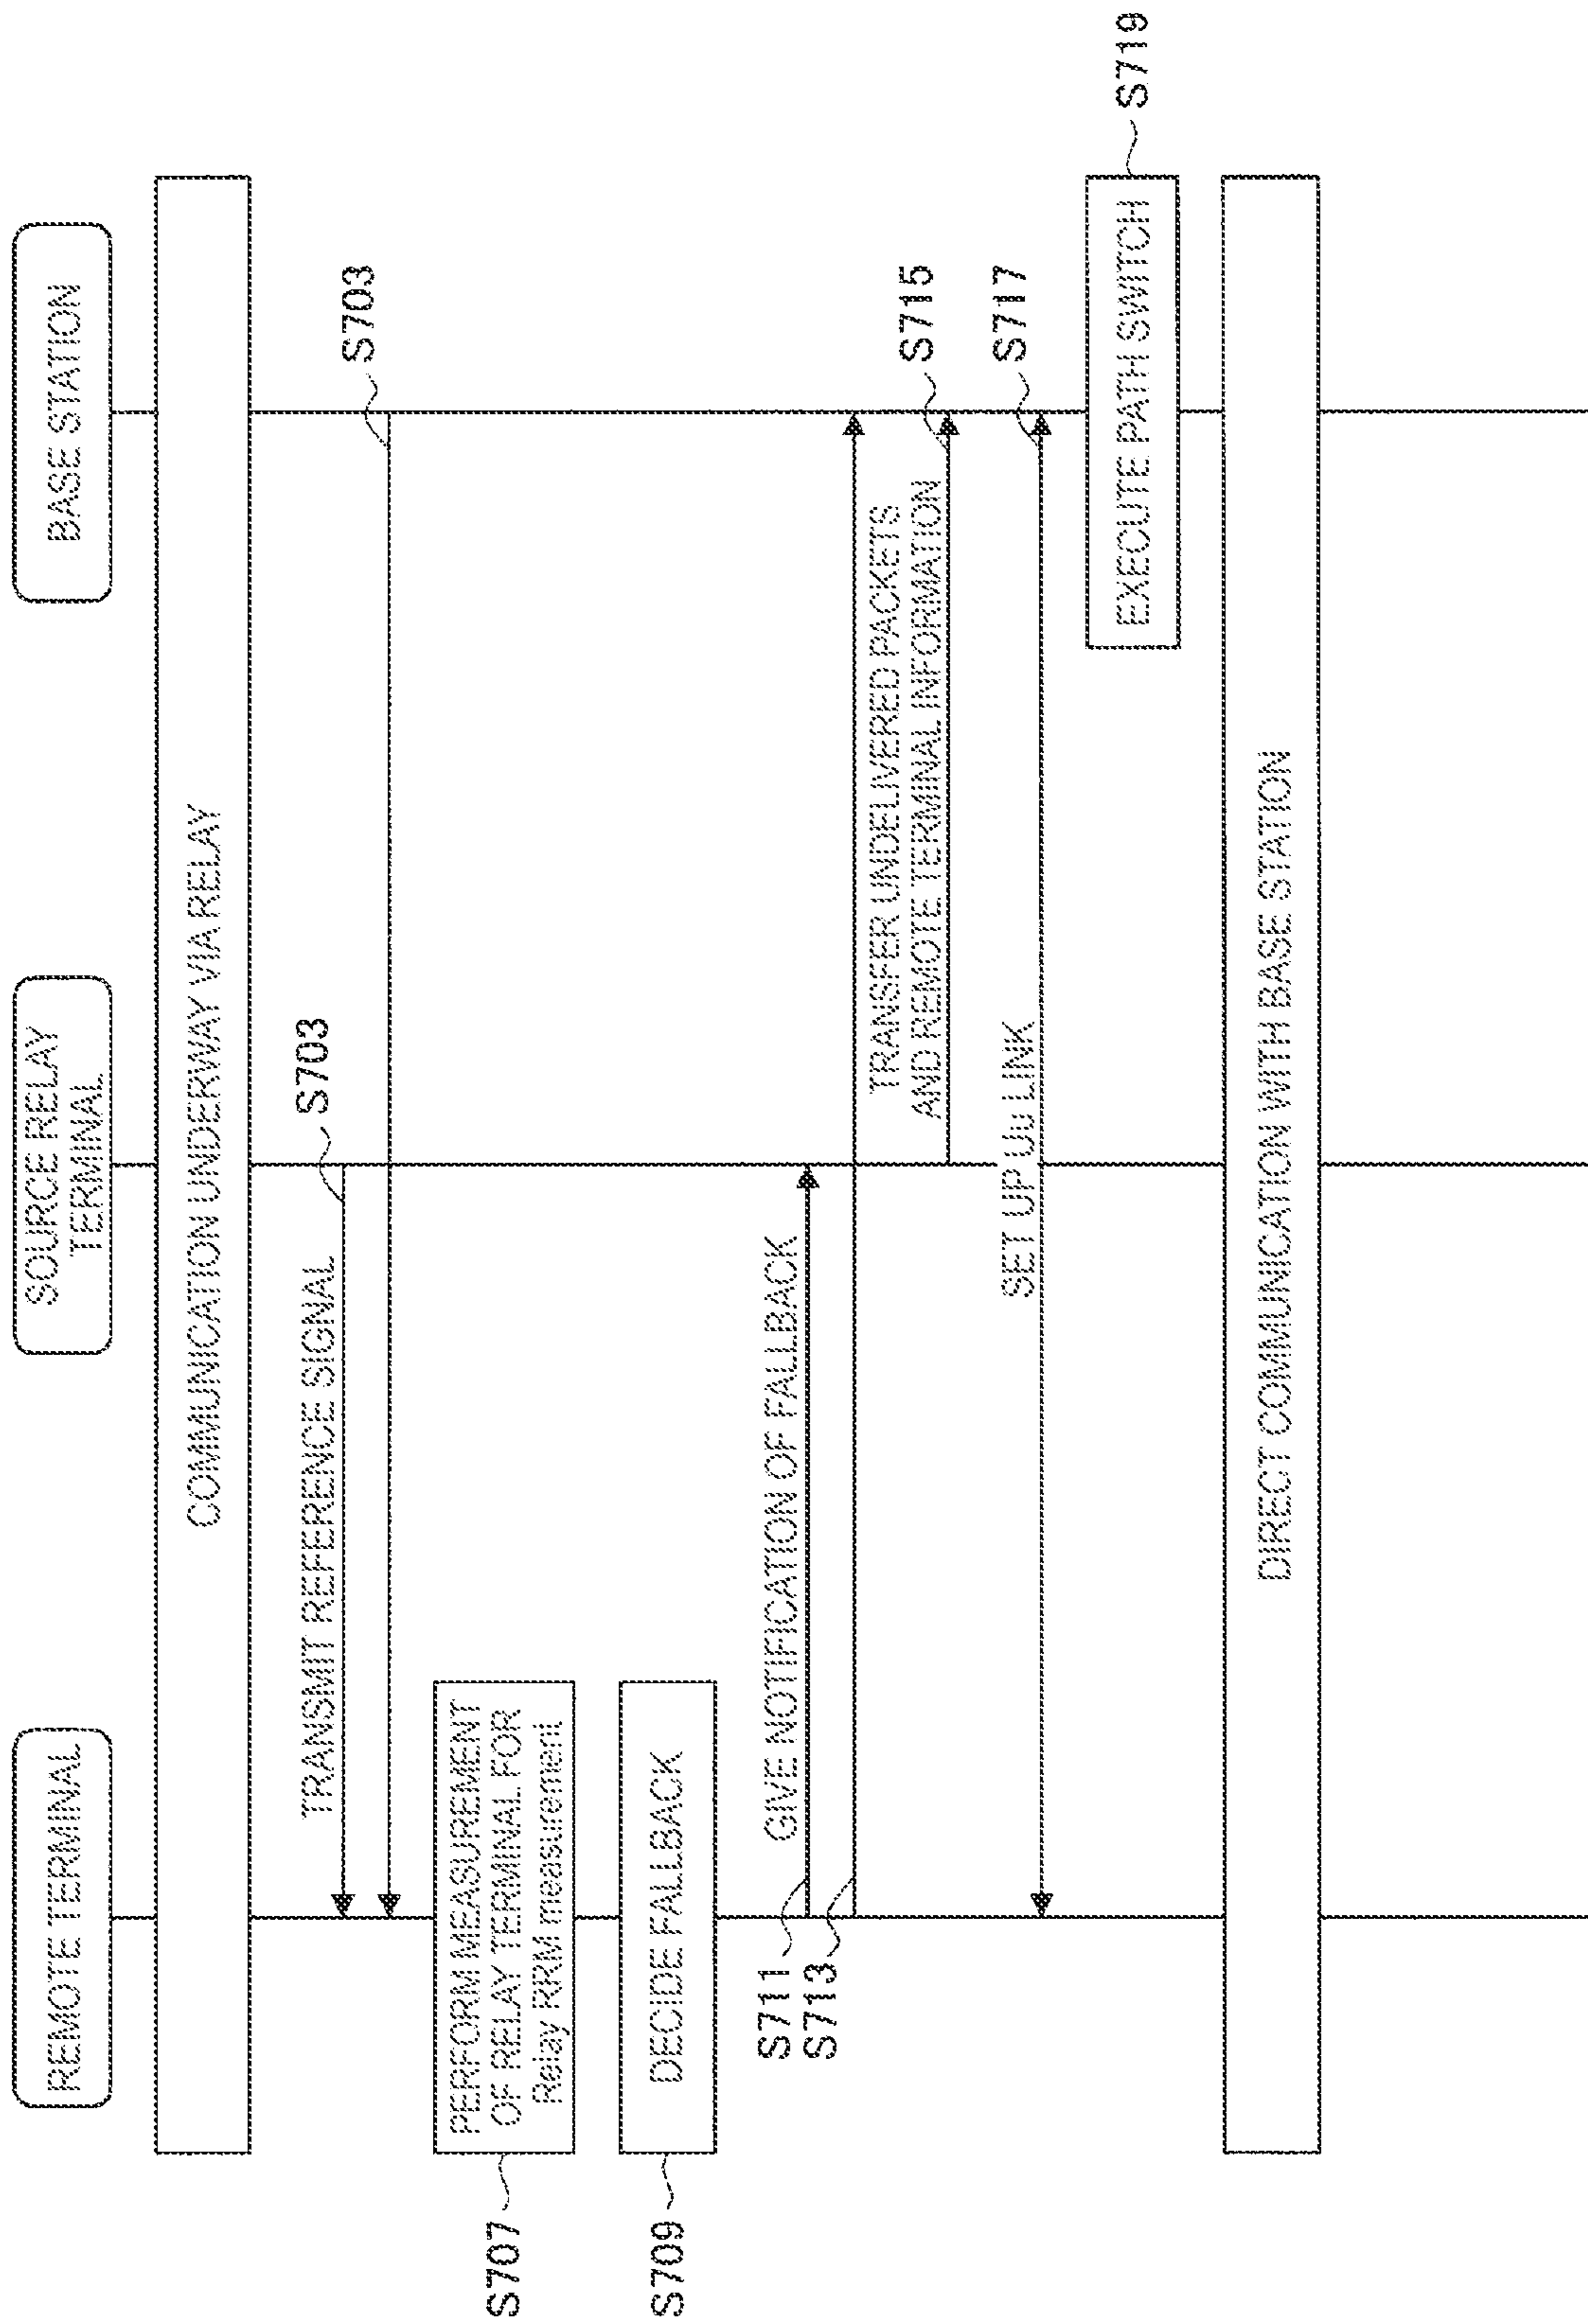 REMOTE TERMINAL
SOURCE RELAY
TERMINAL
BASE STATION
COMMUNICATION UNDERWAY VIA RELAY
TRANSMIT REFERENCE SIGNAL
S703
S703
S707
PERFORM MEASUREMENT
OF RELAY TERMINAL FOR
Relay RRM measurement
S709
DECIDE FALLBACK
S711
GIVE NOTIFICATION OF FALLBACK
S713
TRANSFER UNDELIVERED PACKETS
AND REMOTE TERMINAL INFORMATION
S715
SET UP Uu LINK
S717
EXECUTE PATH SWITCH
S719
DIRECT COMMUNICATION WITH BASE STATION